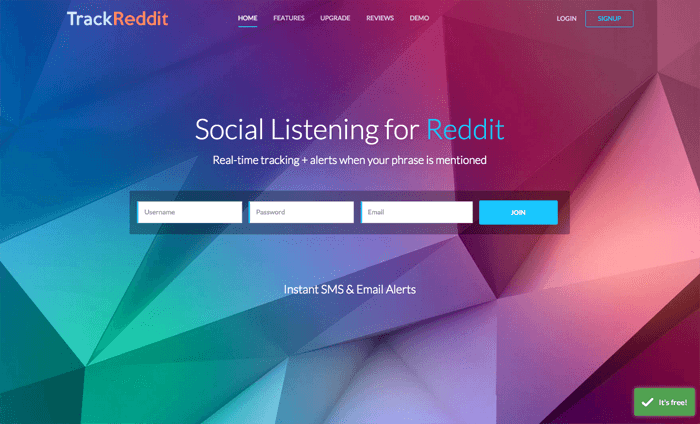 TrackReddit
HOME FEATURES UPGRADE REVIEWS DEMO
LOGIN SIGNUP
Social Listening for Reddit
Real-time tracking + alerts when your phrase is mentioned
Username Password Email JOIN
Instant SMS & Email Alerts
It's free!